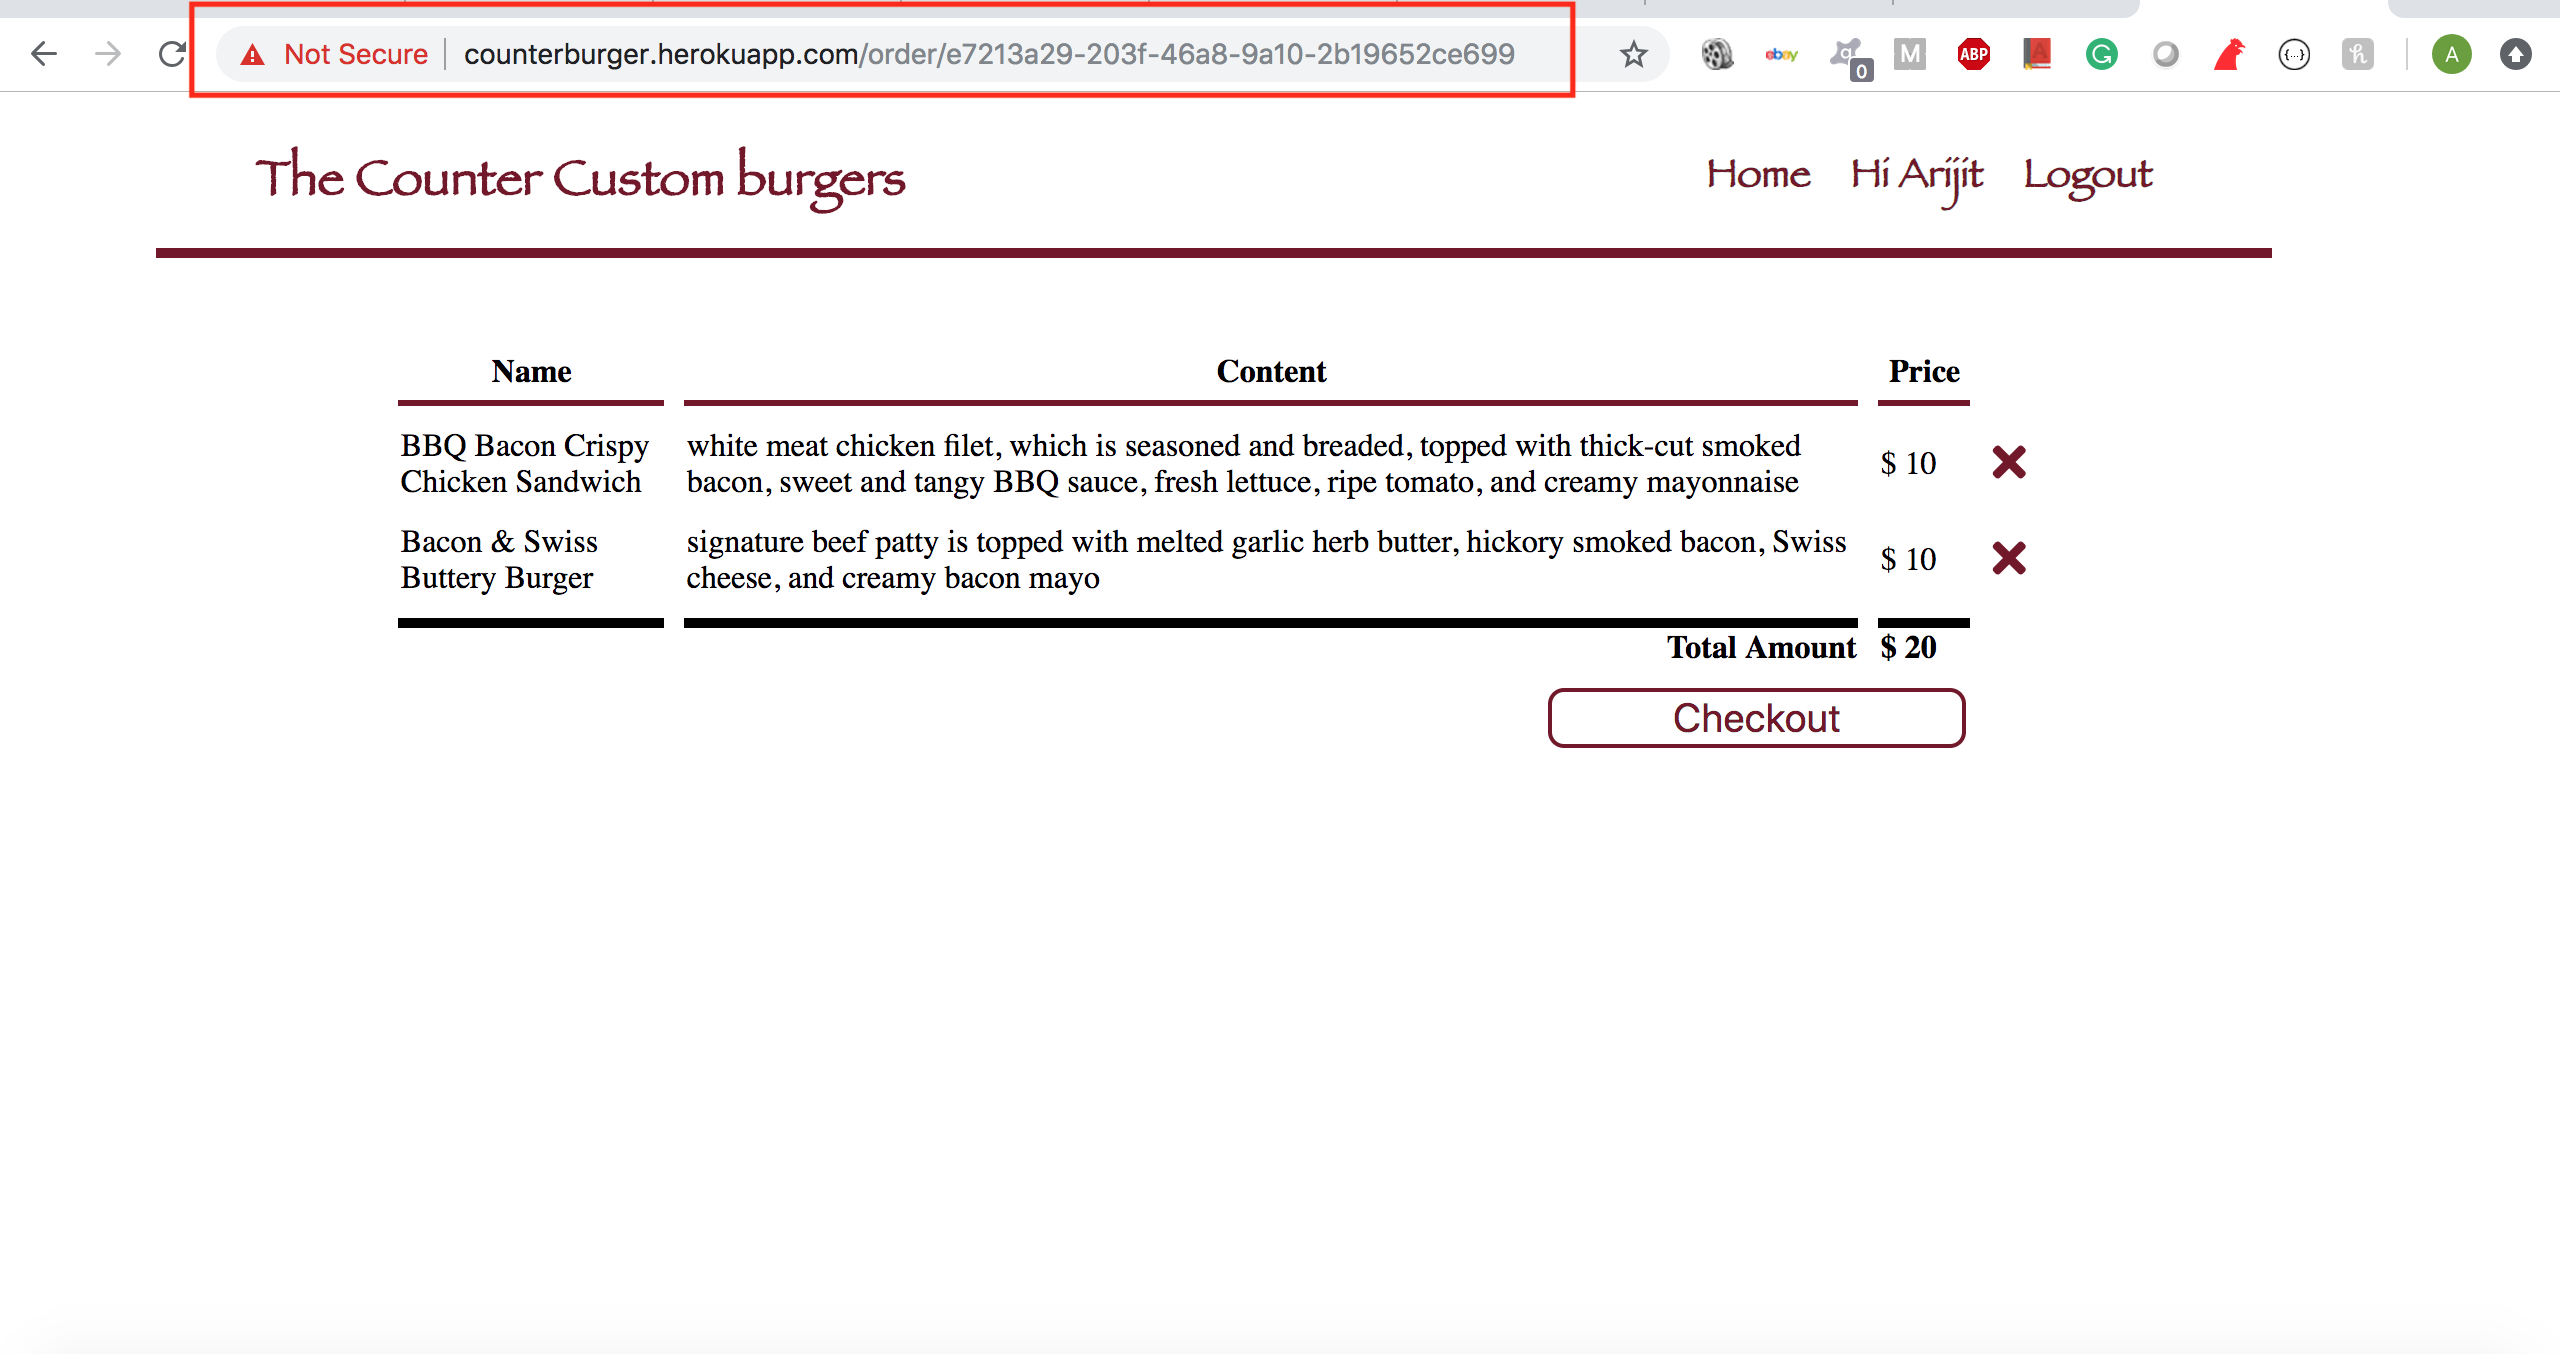 Not Secure counterburger.herokuapp.com/order/e7213a29-203f-46a8-9a10-2b19652ce699 ebay a 0 M ABP A G {...} h A
The Counter Custom burgers Home Hi Arijit Logout
Name Content Price
BBQ Bacon Crispy white meat chicken filet, which is seasoned and breaded, topped with thick-cut smoked
Chicken Sandwich bacon, sweet and tangy BBQ sauce, fresh lettuce, ripe tomato, and creamy mayonnaise $ 10
Bacon & Swiss signature beef patty is topped with melted garlic herb butter, hickory smoked bacon, Swiss
Buttery Burger cheese, and creamy bacon mayo $ 10
Total Amount $ 20
Checkout